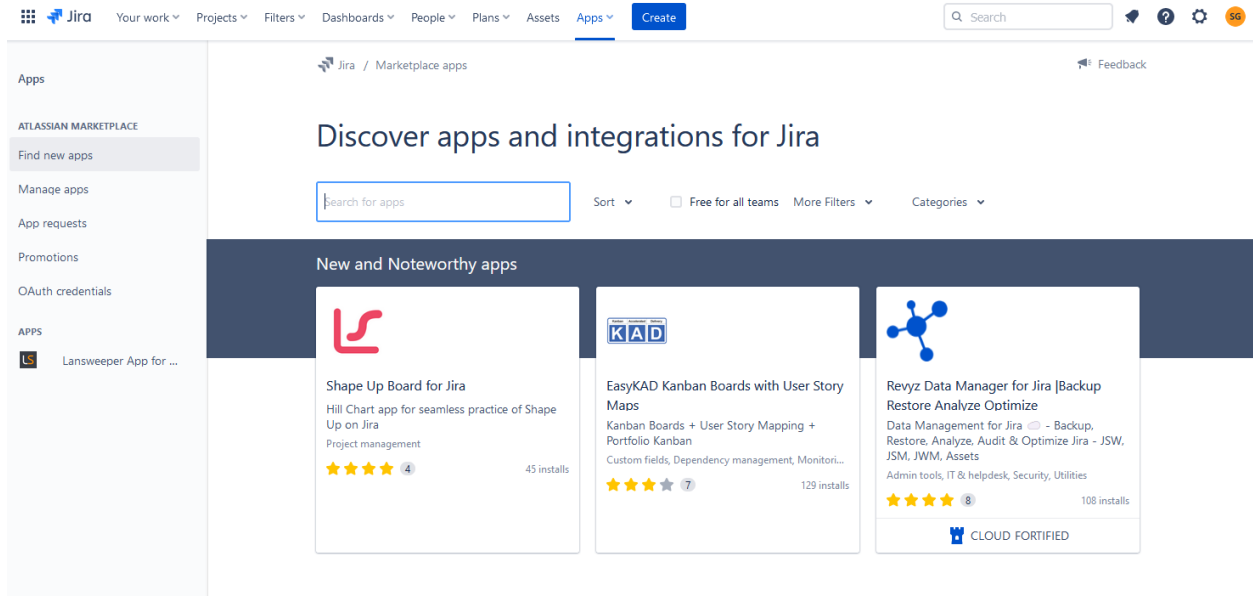 Jira Your work Projects Filters Dashboards People Plans Assets Apps Create Search SG
Apps
ATLASSIAN MARKETPLACE
Find new apps
Manage apps
App requests
Promotions
OAuth credentials
APPS
LS Lansweeper App for ...
Jira / Marketplace apps
Feedback
Discover apps and integrations for Jira
Search for apps Sort Free for all teams More Filters Categories
New and Noteworthy apps
Shape Up Board for Jira
Hill Chart app for seamless practice of Shape
Up on Jira
Project management
4 45 installs
KAD
EasyKAD Kanban Boards with User Story
Maps
Kanban Boards + User Story Mapping +
Portfolio Kanban
Custom fields, Dependency management, Monitori...
7 129 installs
Revyz Data Manager for Jira |Backup
Restore Analyze Optimize
Data Management for Jira ☁ - Backup,
Restore, Analyze, Audit & Optimize Jira - JSW,
JSM, JWM, Assets
Admin tools, IT & helpdesk, Security, Utilities
8 108 installs
CLOUD FORTIFIED